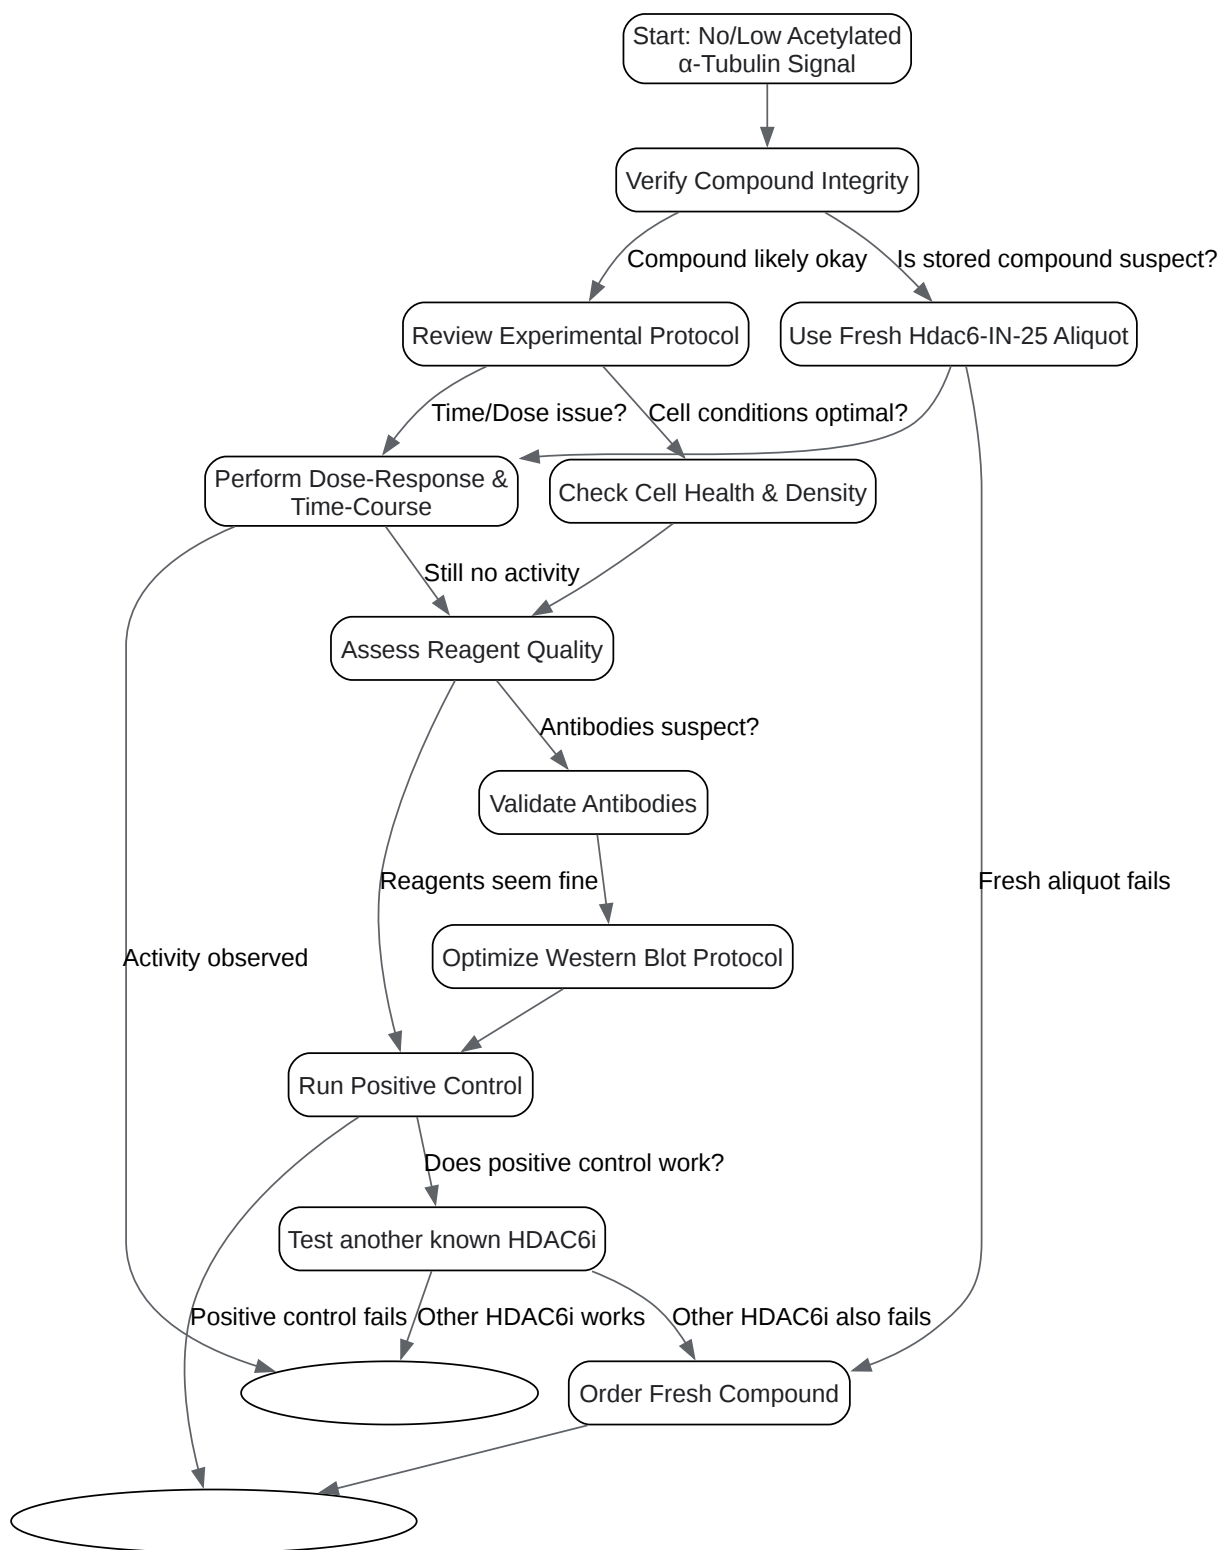 Start: No/Low Acetylated
α-Tubulin Signal
Verify Compound Integrity
Compound likely okay
Is stored compound suspect?
Review Experimental Protocol
Use Fresh Hdac6-IN-25 Aliquot
Time/Dose issue?
Cell conditions optimal?
Perform Dose-Response &
Time-Course
Check Cell Health & Density
Still no activity
Assess Reagent Quality
Antibodies suspect?
Validate Antibodies
Reagents seem fine
Fresh aliquot fails
Optimize Western Blot Protocol
Activity observed
Run Positive Control
Does positive control work?
Test another known HDAC6i
Positive control fails
Other HDAC6i works
Other HDAC6i also fails
Order Fresh Compound